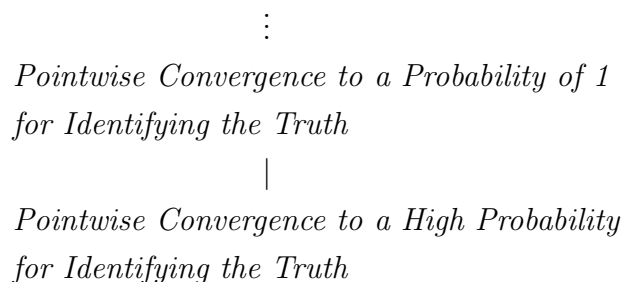 ⋮
Pointwise Convergence to a Probability of 1
for Identifying the Truth
|
Pointwise Convergence to a High Probability
for Identifying the Truth